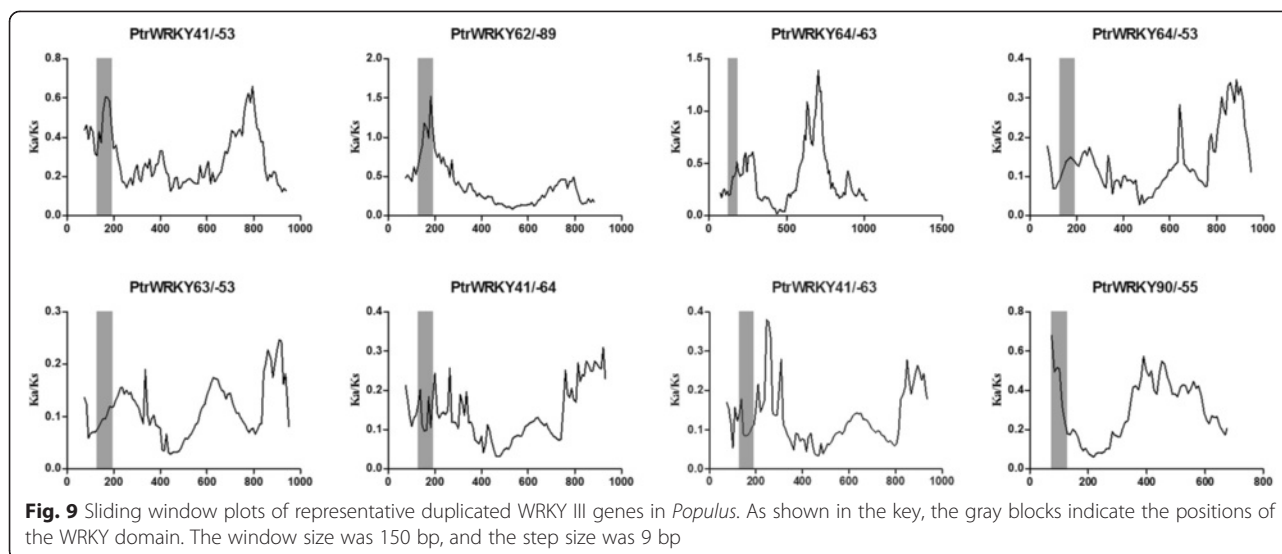 PtrWRKY41/-53
PtrWRKY62/-89
PtrWRKY64/-63
PtrWRKY64/-53
0.8
0.6
0.4
0.2
0.0
Ka/Ks
0 200 400 600 800 1000
2.0
1.5
1.0
0.5
0.0
Ka/Ks
0 200 400 600 800 1000
1.5
1.0
0.5
0.0
Ka/Ks
0 500 1000 1500
0.4
0.3
0.2
0.1
0.0
Ka/Ks
0 200 400 600 800 1000
PtrWRKY63/-53
PtrWRKY41/-64
PtrWRKY41/-63
PtrWRKY90/-55
0.3
0.2
0.1
0.0
Ka/Ks
0 200 400 600 800 1000
0.4
0.3
0.2
0.1
0.0
Ka/Ks
0 200 400 600 800 1000
0.4
0.3
0.2
0.1
0.0
Ka/Ks
0 200 400 600 800 1000
0.8
0.6
0.4
0.2
0.0
Ka/Ks
0 200 400 600 800
Fig. 9 Sliding window plots of representative duplicated WRKY III genes in Populus. As shown in the key, the gray blocks indicate the positions of
the WRKY domain. The window size was 150 bp, and the step size was 9 bp